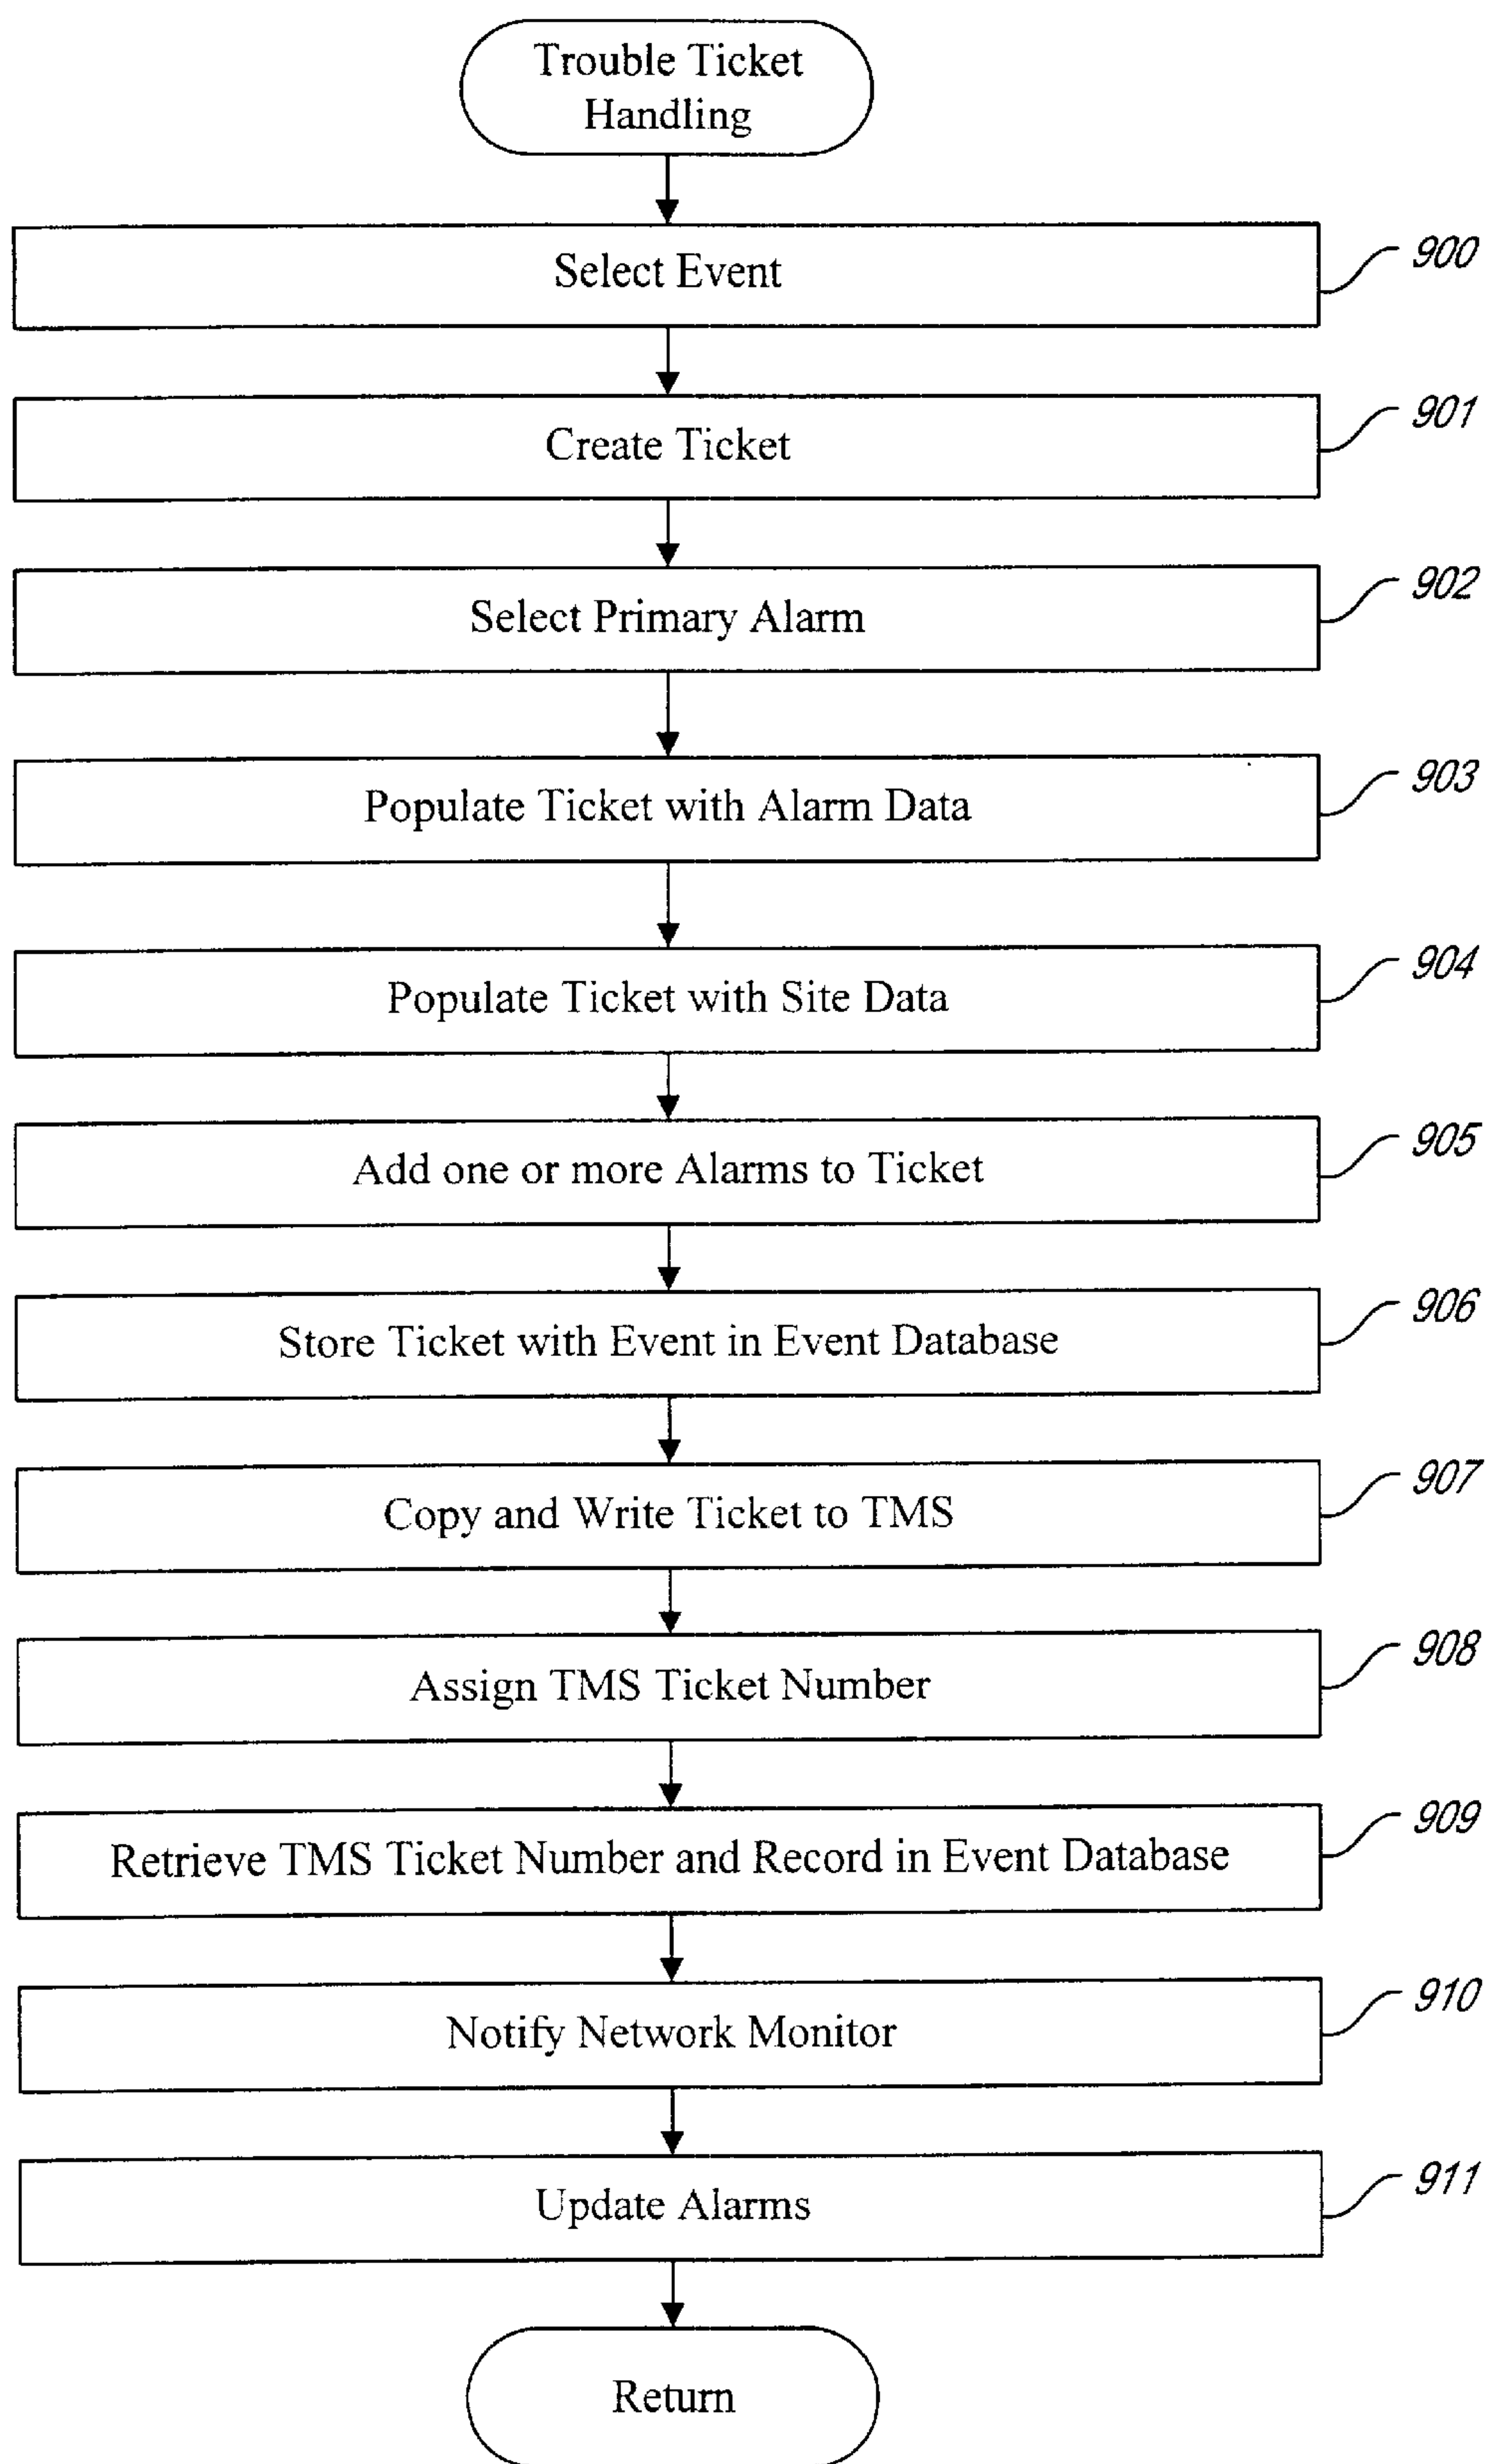 Trouble Ticket
Handling
Select Event
900
Create Ticket
901
Select Primary Alarm
902
Populate Ticket with Alarm Data
903
Populate Ticket with Site Data
904
Add one or more Alarms to Ticket
905
Store Ticket with Event in Event Database
906
Copy and Write Ticket to TMS
907
Assign TMS Ticket Number
908
Retrieve TMS Ticket Number and Record in Event Database
909
Notify Network Monitor
910
Update Alarms
911
Return